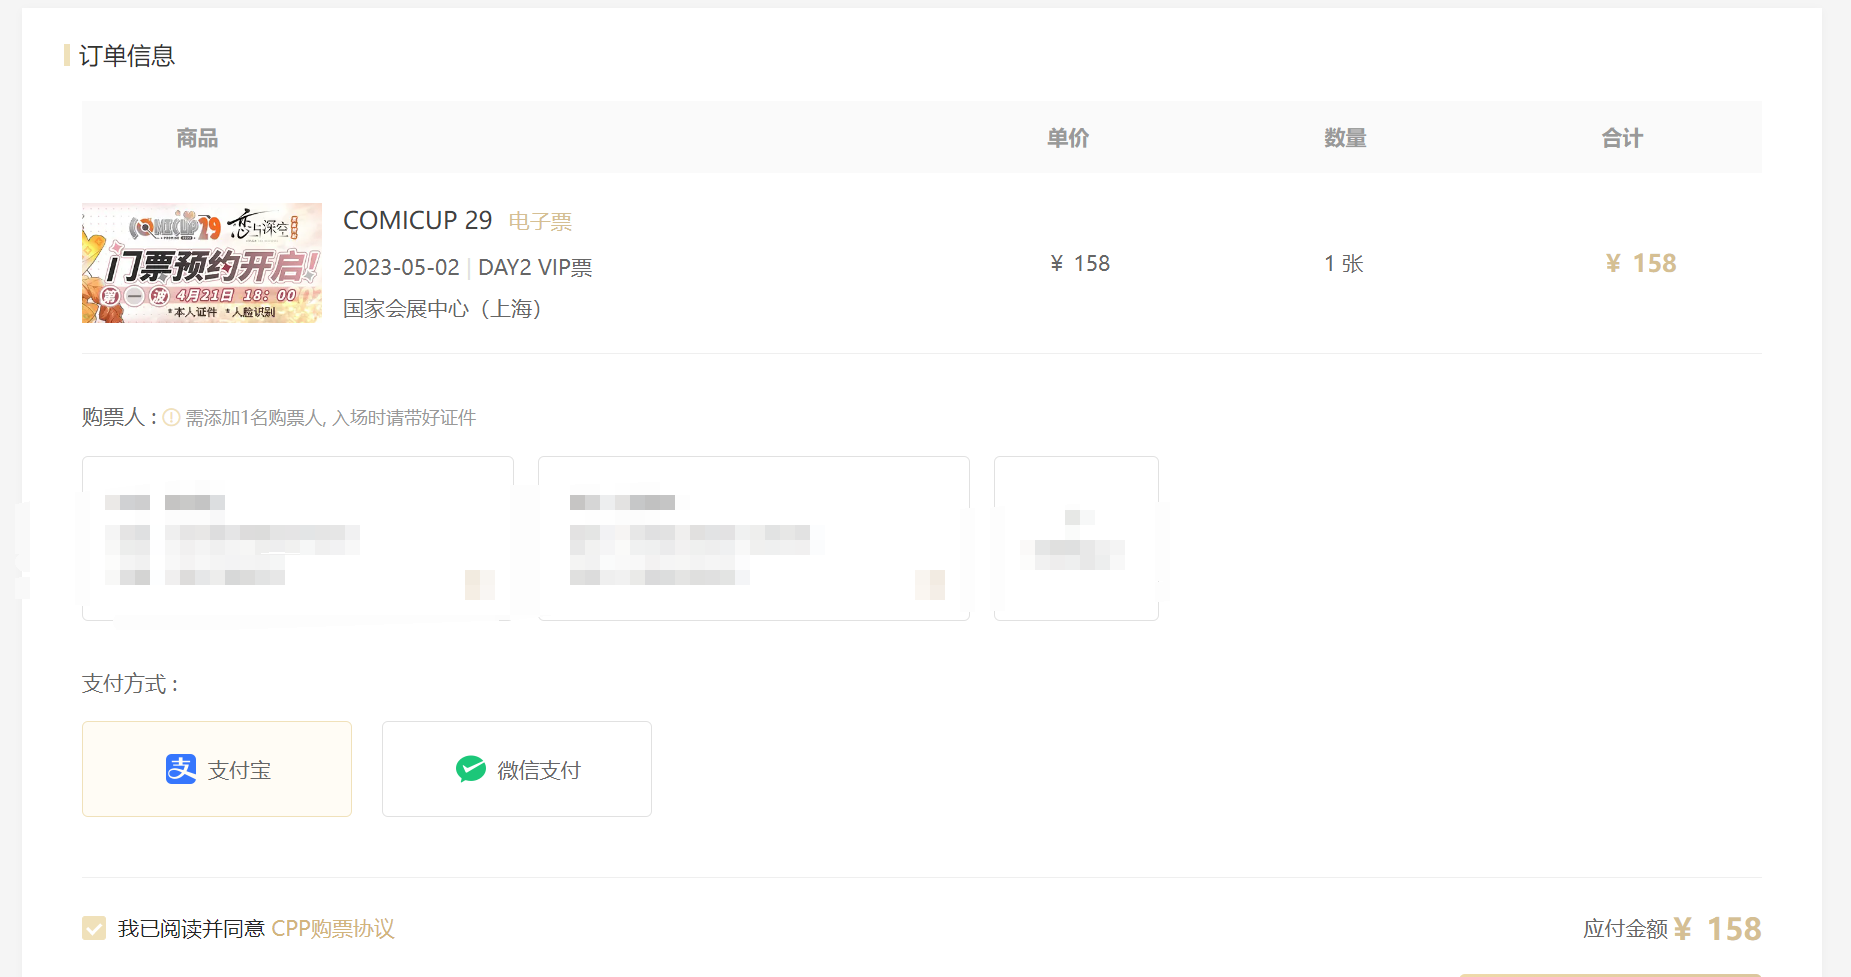 订单信息
商品 单价 数量 合计
COMICUP29 恋与深空
门票预约开启!
第一波 4月21日 18:00
*本人证件 *人脸识别
COMICUP 29 电子票
2023-05-02 | DAY2 VIP票
国家会展中心（上海）
¥ 158 1 张 ¥ 158
购票人 : 需添加1名购票人, 入场时请带好证件
支付方式 :
支付宝 微信支付
我已阅读并同意 CPP购票协议
应付金额 ¥ 158